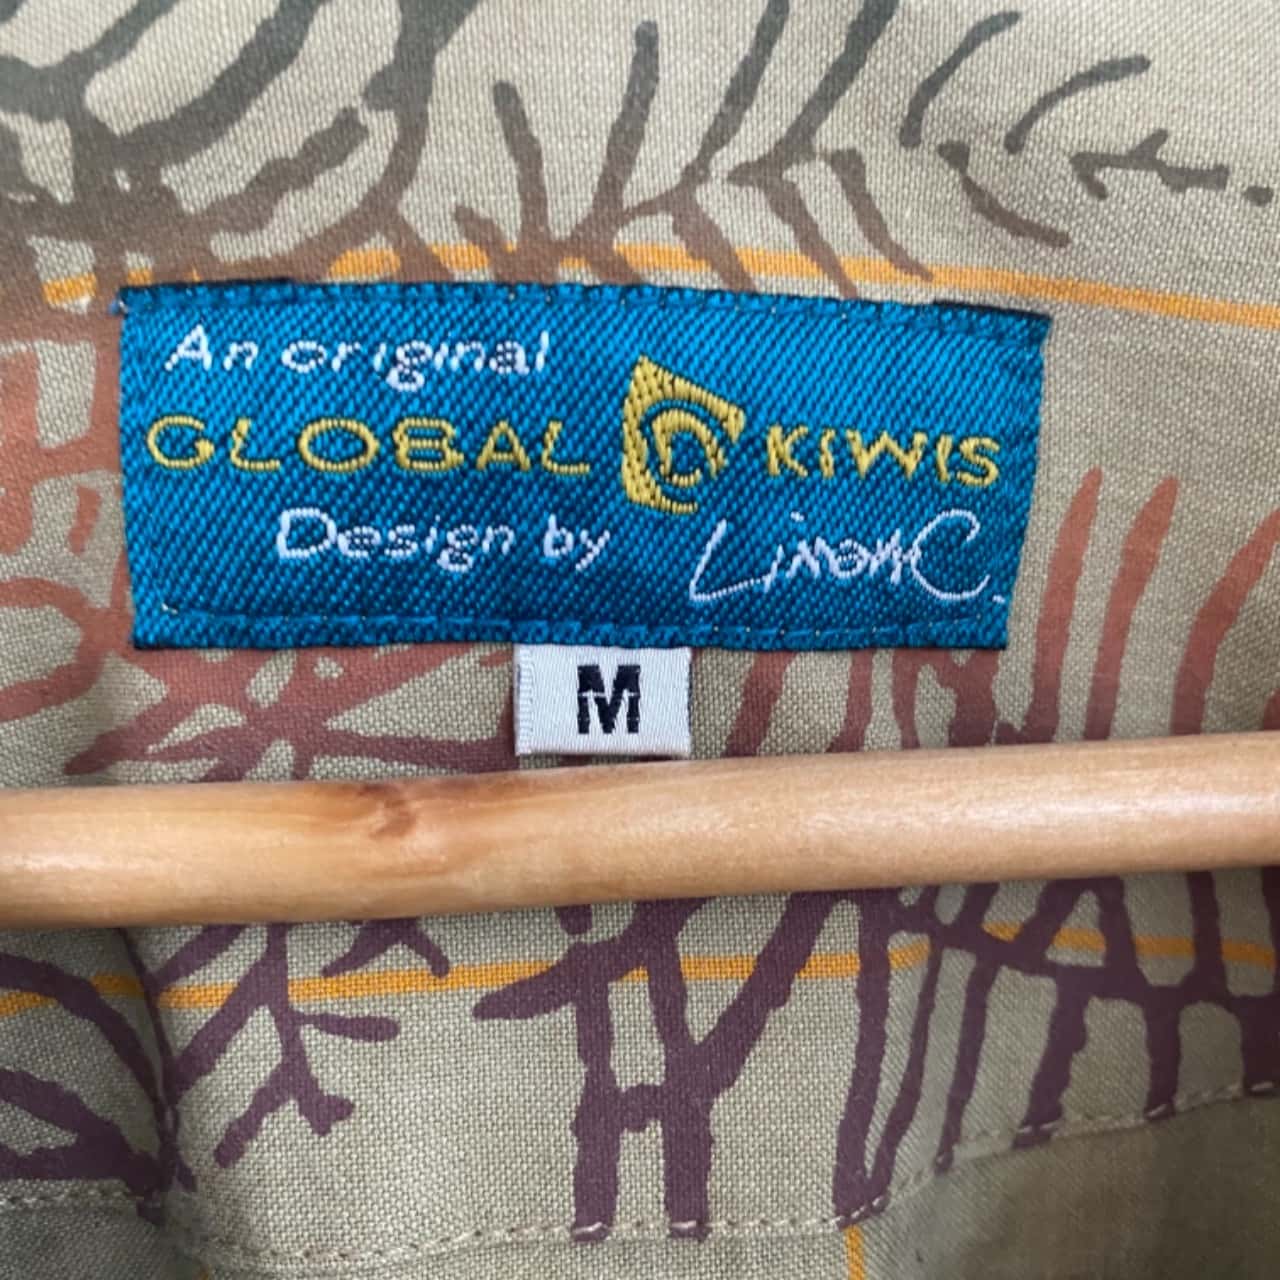 An original
GLOBAL KIWIS
Design by
M